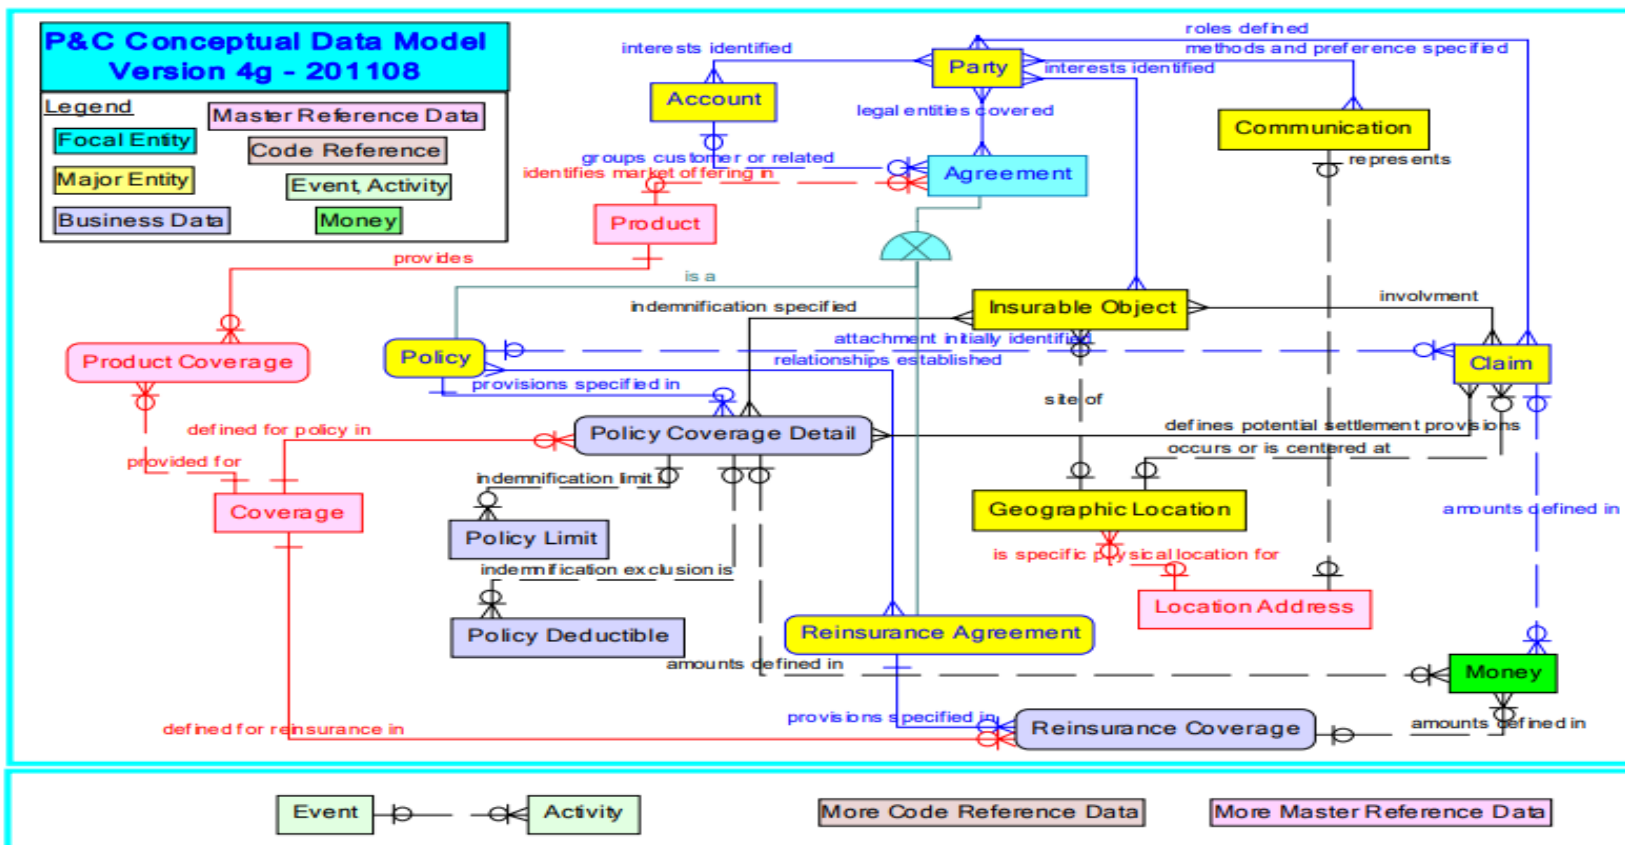 P&C Conceptual Data Model
Version 4g - 201108
Legend
Master Reference Data
Focal Entity
Code Reference
Major Entity
Event, Activity
Business Data
Money
interests identified
Account
Party
roles defined
methods and preference specified
interests identified
legal entities covered
Communication
represents
groups customer or related
identifies market offering in
Agreement
Product
provides
is a
indemnification specified
Insurable Object
involvment
attachment initially identified
relationships established
Product Coverage
Policy
Claim
provisions specified in
site of
defined for policy in
Policy Coverage Detail
defines potential settlement provisions
occurs or is centered at
provided for
indemnification limit i
Coverage
Geographic Location
amounts defined in
Policy Limit
is specific physical location for
indemnification exclusion is
Location Address
Policy Deductible
Reinsurance Agreement
amounts defined in
Money
defined for reinsurance in
provisions specified in
Reinsurance Coverage
amounts defined in
Event
Activity
More Code Reference Data
More Master Reference Data